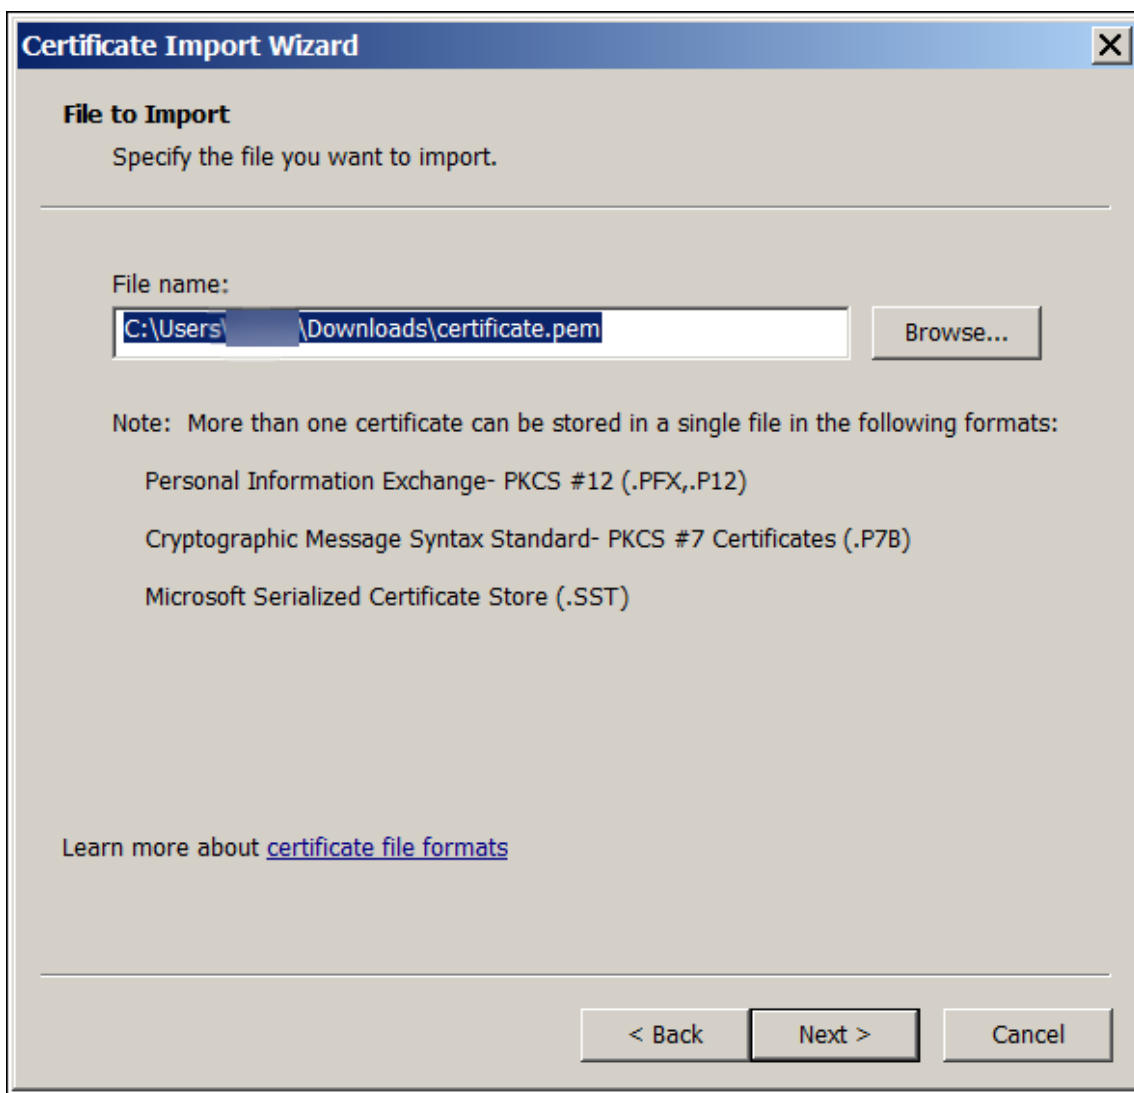 Certificate Import Wizard
File to Import
Specify the file you want to import.
File name:
C:\Users\ \Downloads\certificate.pem
Browse...
Note: More than one certificate can be stored in a single file in the following formats:
Personal Information Exchange- PKCS #12 (.PFX,.P12)
Cryptographic Message Syntax Standard- PKCS #7 Certificates (.P7B)
Microsoft Serialized Certificate Store (.SST)
Learn more about certificate file formats
< Back
Next >
Cancel